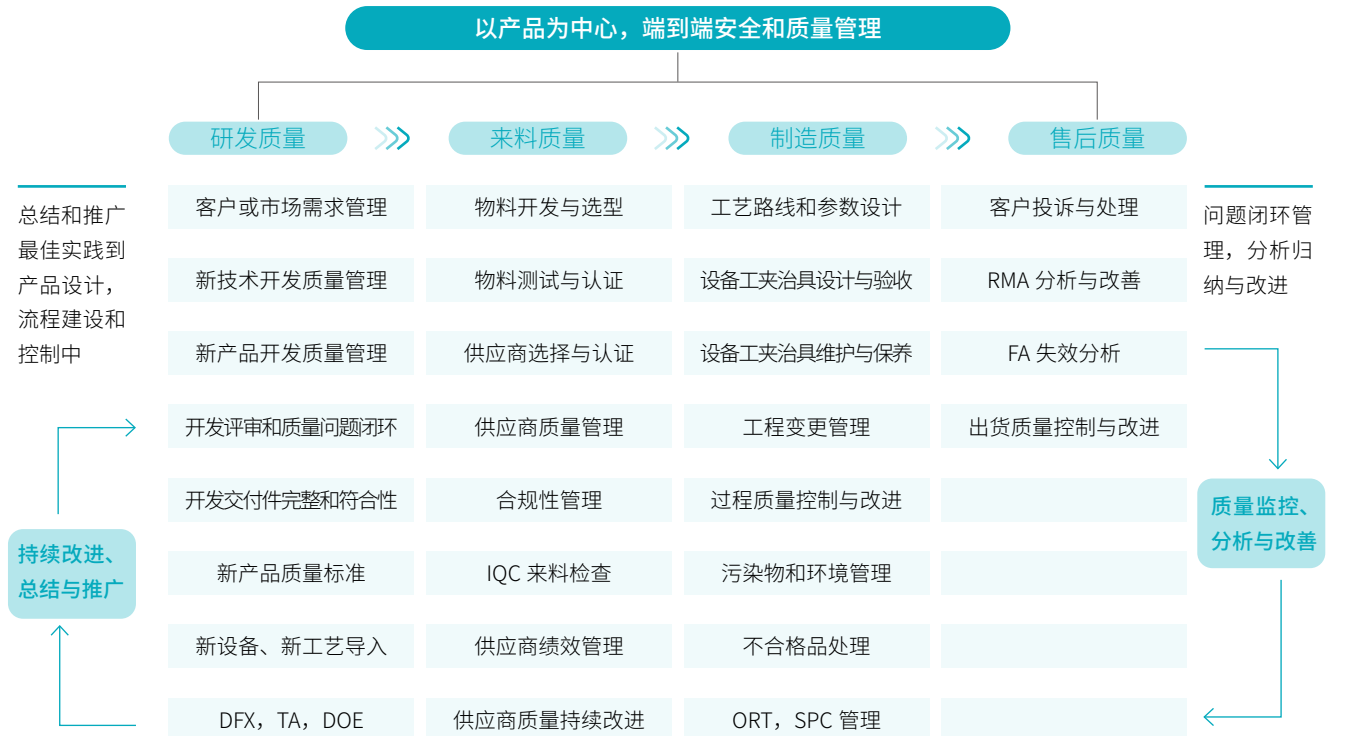 以产品为中心，端到端安全和质量管理
研发质量
来料质量
制造质量
售后质量
总结和推广
最佳实践到
产品设计，
流程建设和
控制中
客户或市场需求管理
物料开发与选型
工艺路线和参数设计
客户投诉与处理
新技术开发质量管理
物料测试与认证
设备工夹治具设计与验收
RMA 分析与改善
新产品开发质量管理
供应商选择与认证
设备工夹治具维护与保养
FA 失效分析
开发评审和质量问题闭环
供应商质量管理
工程变更管理
出货质量控制与改进
开发交付件完整和符合性
合规性管理
过程质量控制与改进
新产品质量标准
IQC 来料检查
污染物和环境管理
新设备、新工艺导入
供应商绩效管理
不合格品处理
DFX，TA，DOE
供应商质量持续改进
ORT，SPC 管理
问题闭环管
理，分析归
纳与改进
质量监控、
分析与改善
持续改进、
总结与推广